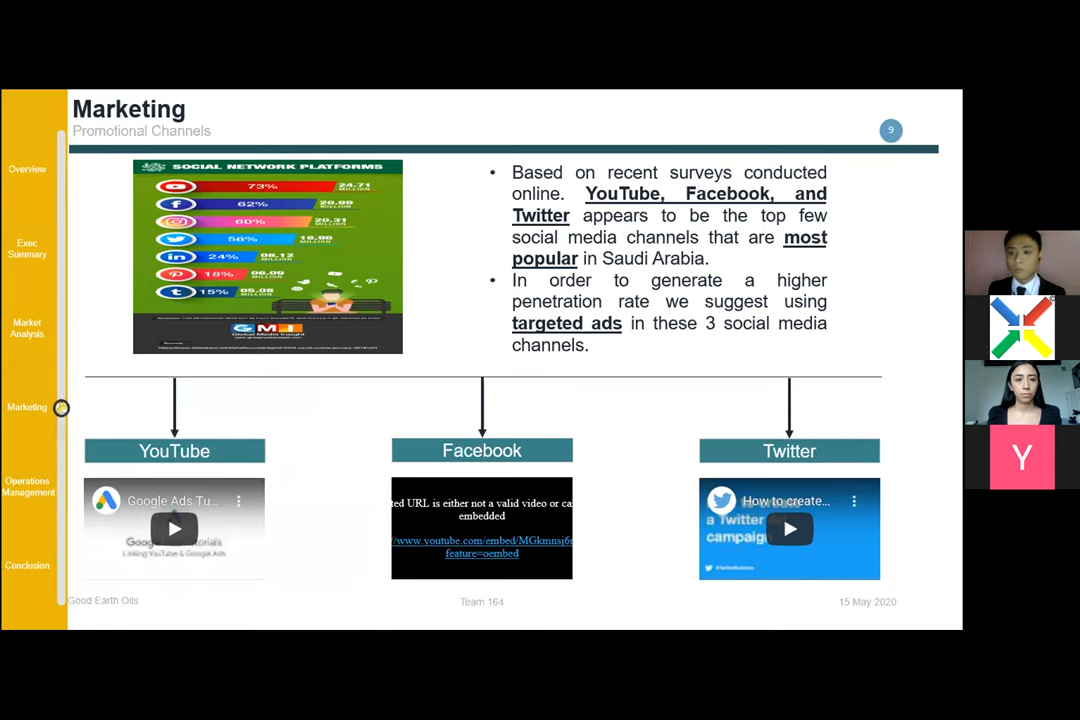 Marketing
Promotional Channels
9
Overview
Exec
Summary
Market
Analysis
Marketing
Operations
Management
Conclusion
SOCIAL NETWORK PLATFORMS
73% 24.71
MILLION
62% 20.99
MILLION
60% 20.31
MILLION
56% 18.96
MILLION
24% 08.12
MILLION
18% 06.09
MILLION
15% 05.08
MILLION
GMI
Global Media Insight
• Based on recent surveys conducted
online. YouTube, Facebook, and
Twitter appears to be the top few
social media channels that are most
popular in Saudi Arabia.
• In order to generate a higher
penetration rate we suggest using
targeted ads in these 3 social media
channels.
YouTube
Facebook
Twitter
Google Ads Tu...
Linking YouTube & Google Ads
ted URL is either not a valid video or ca
embedded
/www.youtube.com/embed/MGkmnsj6
feature=oembed
How to create...
a Twitter
campaign
Good Earth Oils
Team 164
15 May 2020
Y